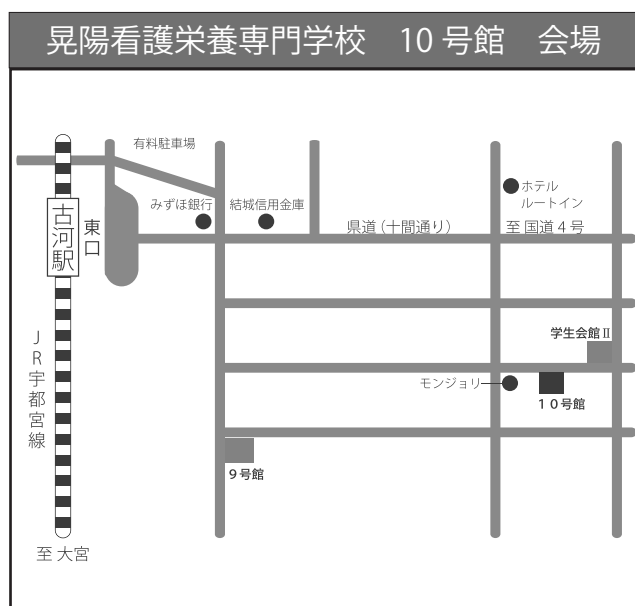 晃陽看護栄養専門学校　10号館　会場
有料駐車場
みずほ銀行
結城信用金庫
ホテル
ルートイン
県道(十間通り)
至 国道4号
古河駅
東口
JR宇都宮線
学生会館Ⅱ
モンジョリ
10号館
9号館
至 大宮